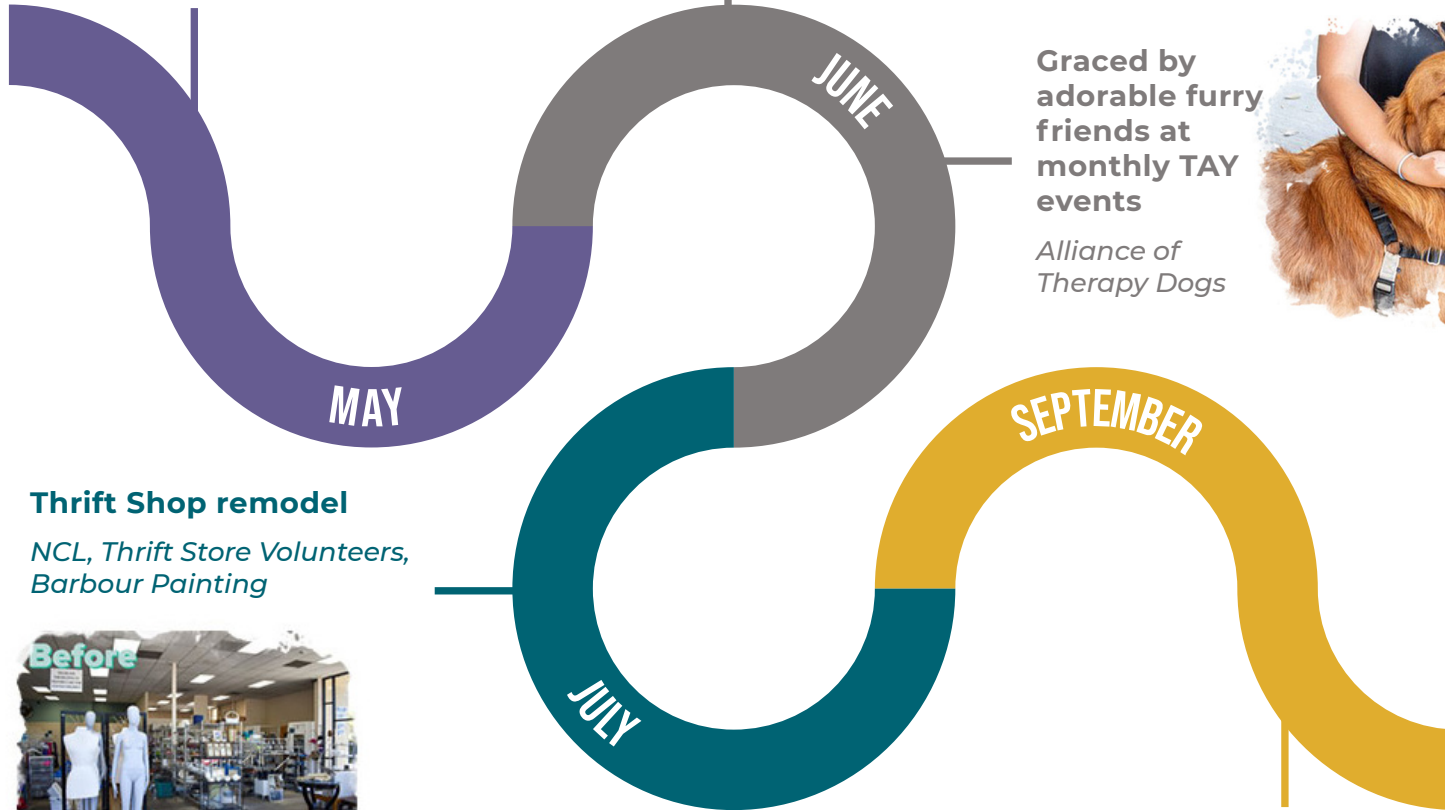 JUNE
Graced by
adorable furry
friends at
monthly TAY
events
Alliance of
Therapy Dogs
MAY
SEPTEMBER
Thrift Shop remodel
NCL, Thrift Store Volunteers,
Barbour Painting
Before
JULY